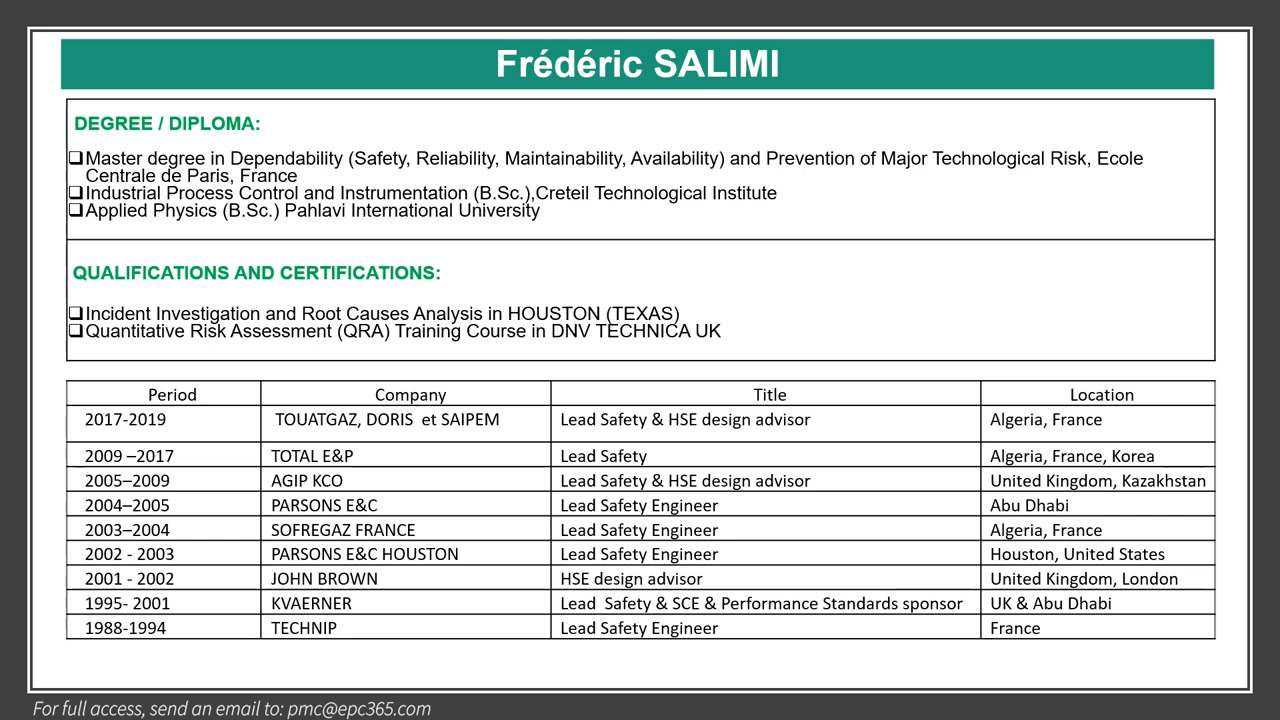 Frédéric SALIMI
DEGREE / DIPLOMA:
❑Master degree in Dependability (Safety, Reliability, Maintainability, Availability) and Prevention of Major Technological Risk, Ecole
Centrale de Paris, France
❑Industrial Process Control and Instrumentation (B.Sc.),Creteil Technological Institute
❑Applied Physics (B.Sc.) Pahlavi International University
QUALIFICATIONS AND CERTIFICATIONS:
❑Incident Investigation and Root Causes Analysis in HOUSTON (TEXAS)
❑Quantitative Risk Assessment (QRA) Training Course in DNV TECHNICA UK
Period Company Title Location
2017-2019 TOUATGAZ, DORIS et SAIPEM Lead Safety & HSE design advisor Algeria, France
2009 –2017 TOTAL E&P Lead Safety Algeria, France, Korea
2005–2009 AGIP KCO Lead Safety & HSE design advisor United Kingdom, Kazakhstan
2004–2005 PARSONS E&C Lead Safety Engineer Abu Dhabi
2003–2004 SOFREGAZ FRANCE Lead Safety Engineer Algeria, France
2002 - 2003 PARSONS E&C HOUSTON Lead Safety Engineer Houston, United States
2001 - 2002 JOHN BROWN HSE design advisor United Kingdom, London
1995- 2001 KVAERNER Lead Safety & SCE & Performance Standards sponsor UK & Abu Dhabi
1988-1994 TECHNIP Lead Safety Engineer France
For full access, send an email to: pmc@epc365.com